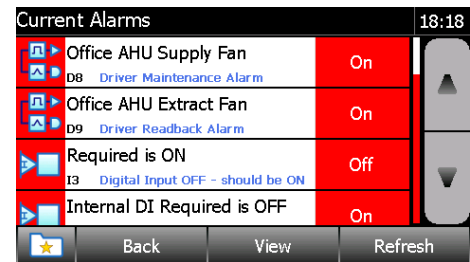 Current Alarms 18:18
Office AHU Supply Fan On
D8 Driver Maintenance Alarm
Office AHU Extract Fan On
D9 Driver Readback Alarm
Required is ON Off
I3 Digital Input OFF - should be ON
Internal DI Required is OFF On
Back View Refresh